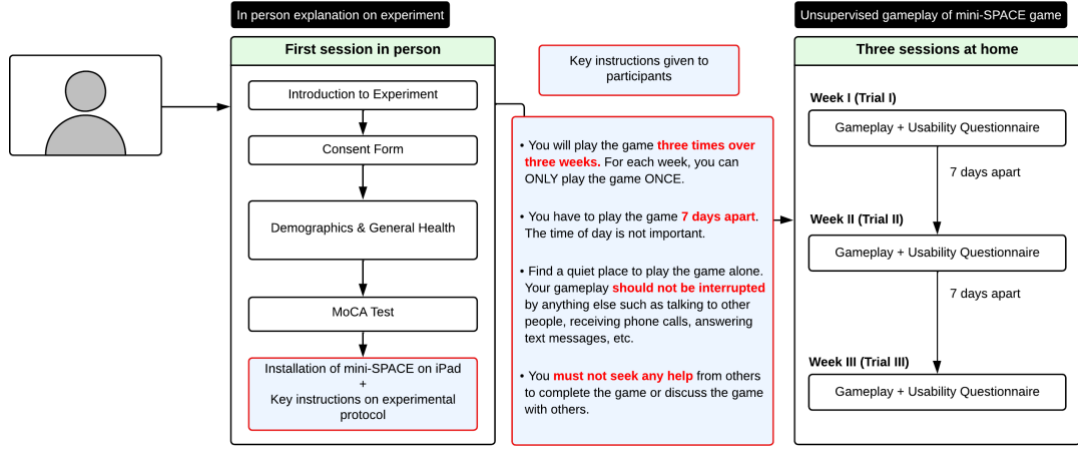 In person explanation on experiment
First session in person
Introduction to Experiment
Consent Form
Demographics & General Health
MoCA Test
Installation of mini-SPACE on iPad
+
Key instructions on experimental
protocol
Key instructions given to
participants
• You will play the game three times over
three weeks. For each week, you can
ONLY play the game ONCE.
• You have to play the game 7 days apart.
The time of day is not important.
• Find a quiet place to play the game alone.
Your gameplay should not be interrupted
by anything else such as talking to other
people, receiving phone calls, answering
text messages, etc.
• You must not seek any help from others
to complete the game or discuss the game
with others.
Unsupervised gameplay of mini-SPACE game
Three sessions at home
Week I (Trial I)
Gameplay + Usability Questionnaire
7 days apart
Week II (Trial II)
Gameplay + Usability Questionnaire
7 days apart
Week III (Trial III)
Gameplay + Usability Questionnaire